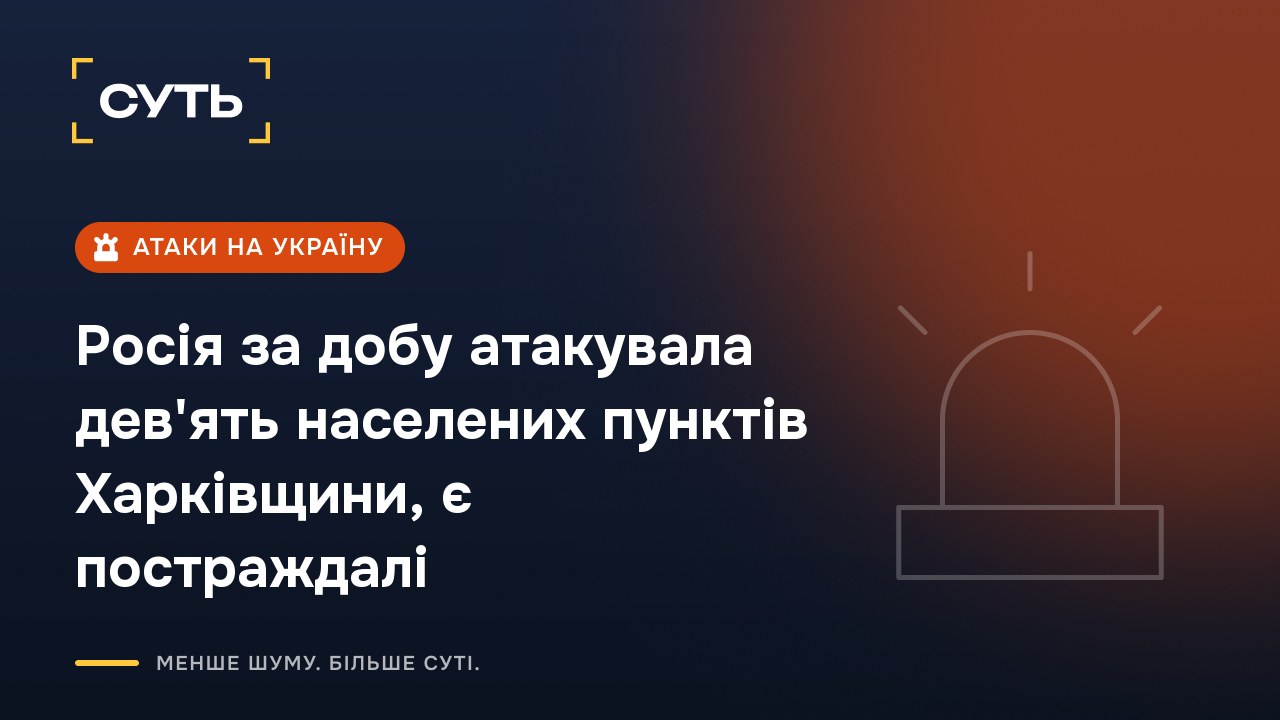 СУТЬ
АТАКИ НА УКРАЇНУ
Росія за добу атакувала
дев'ять населених пунктів
Харківщини, є
постраждалі
МЕНШЕ ШУМУ. БІЛЬШЕ СУТІ.